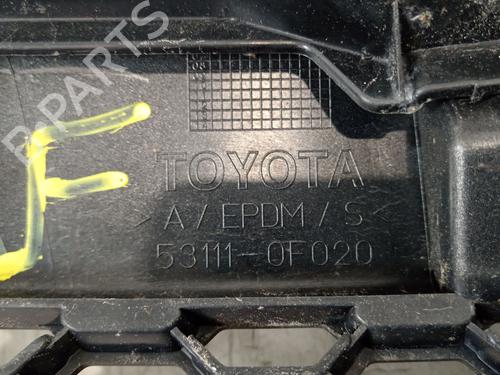 TOYOTA
> A / EPDM / S <
53111-0F020
B-PARTS